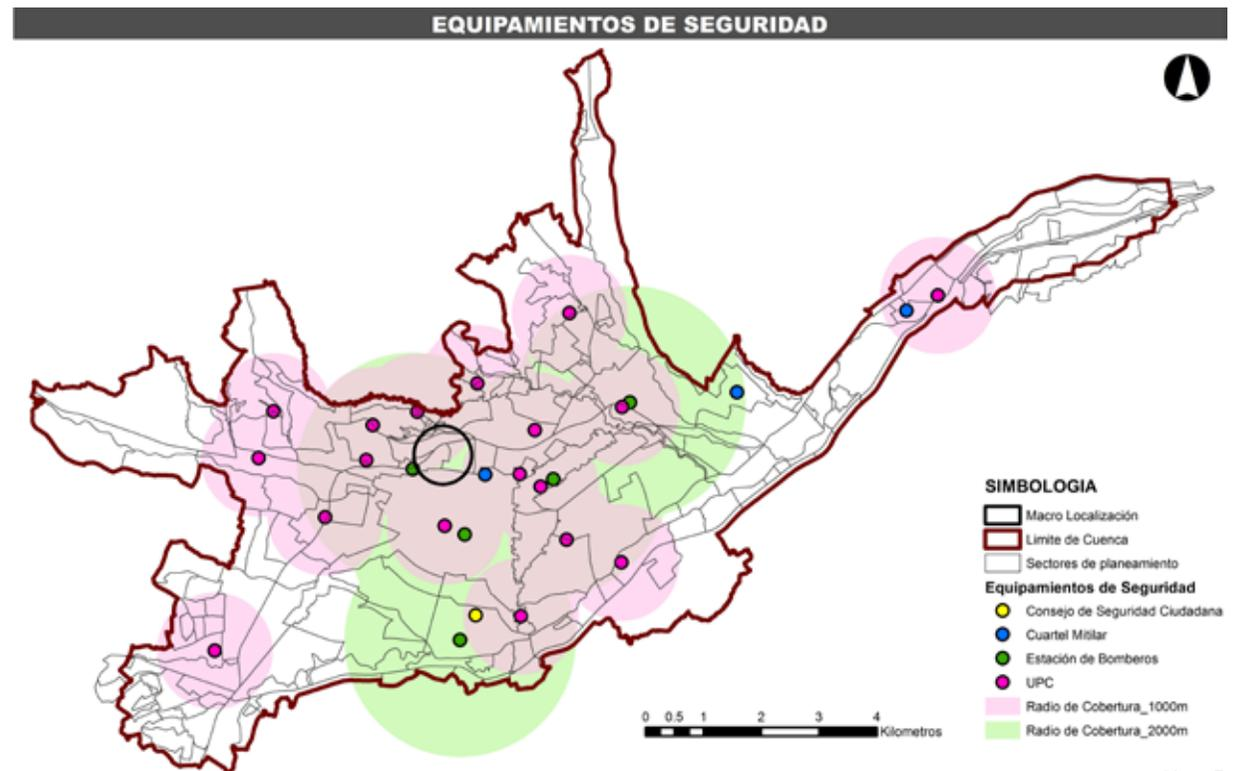 EQUIPAMIENTOS DE SEGURIDAD
SIMBOLOGIA
Macro Localización
Limite de Cuenca
Sectores de planeamiento
Equipamientos de Seguridad
Consejo de Seguridad Ciudadana
Cuartel Mitilar
Estación de Bomberos
UPC
Radio de Cobertura_1000m
Radio de Cobertura_2000m
0 0.5 1 2 3 4
Kilometros